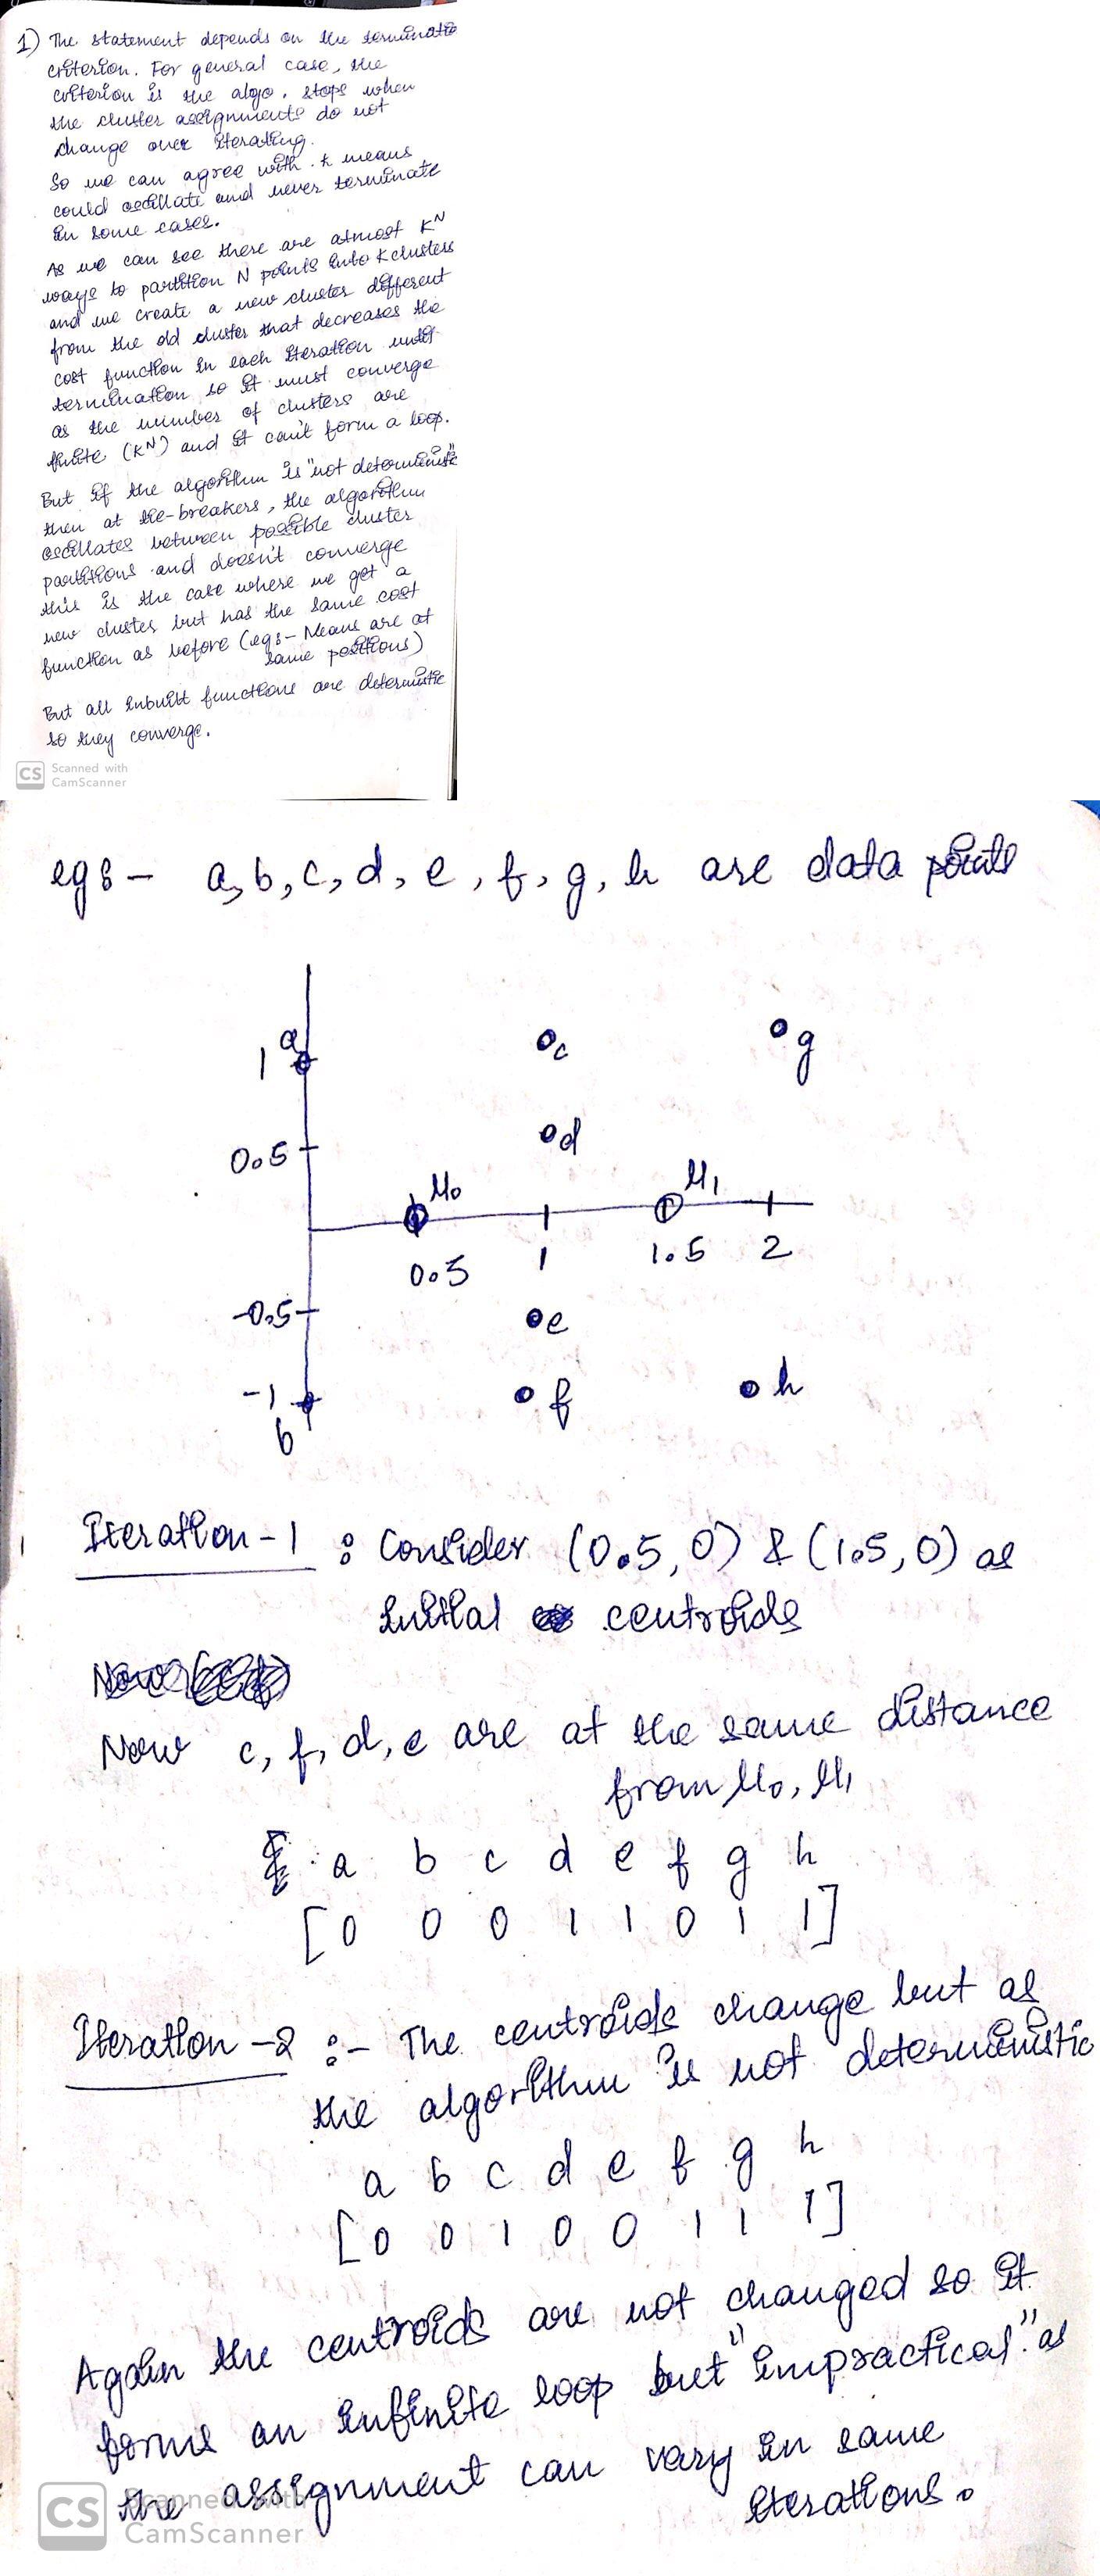 1) The statement depends on the terminatio
criterion. For general case, the
criterion is the algo. stops when
the cluster assignments do not
change over iterating.
So we can agree with k means
could oscillate and never terminate
in some cases.
As we can see there are atmost K^N
ways to partition N points into K clusters
and we create a new cluster different
from the old cluster that decreases the
cost function in each iteration until
termination so it must converge
as the number of clusters are
finite (K^N) and it can't form a loop.
But if the algorithm is "not deterministic"
then at tie-breakers, the algorithm
oscillates between possible cluster
partitions and doesn't converge
this is the case where we get a
new cluster but has the same cost
function as before (eg:- Means are at
same positions)
But all inbuilt functions are determinstic
so they converge.
CS Scanned with
CamScanner
eg:- a, b, c, d, e, f, g, h are data points
a
1
c
g
0.5
d
μ₀
μ₁
0.5 1 1.5 2
-0.5
e
-1
f
h
b
Iteration-1 : Consider (0.5, 0) & (1.5, 0) as
initial centroids
Now c, f, d, e are at the same distance
from μ₀, μ₁
a b c d e f g h
[0 0 0 1 1 0 1 1]
Iteration-2 :- The centroids change but as
the algorithm is not deterministic
a b c d e f g h
[0 0 1 0 0 1 1 1]
Again the centroids are not changed so it
forms an infinite loop but "impractical" as
the assignment can vary in same
iterations.
CS Scanned with
CamScanner